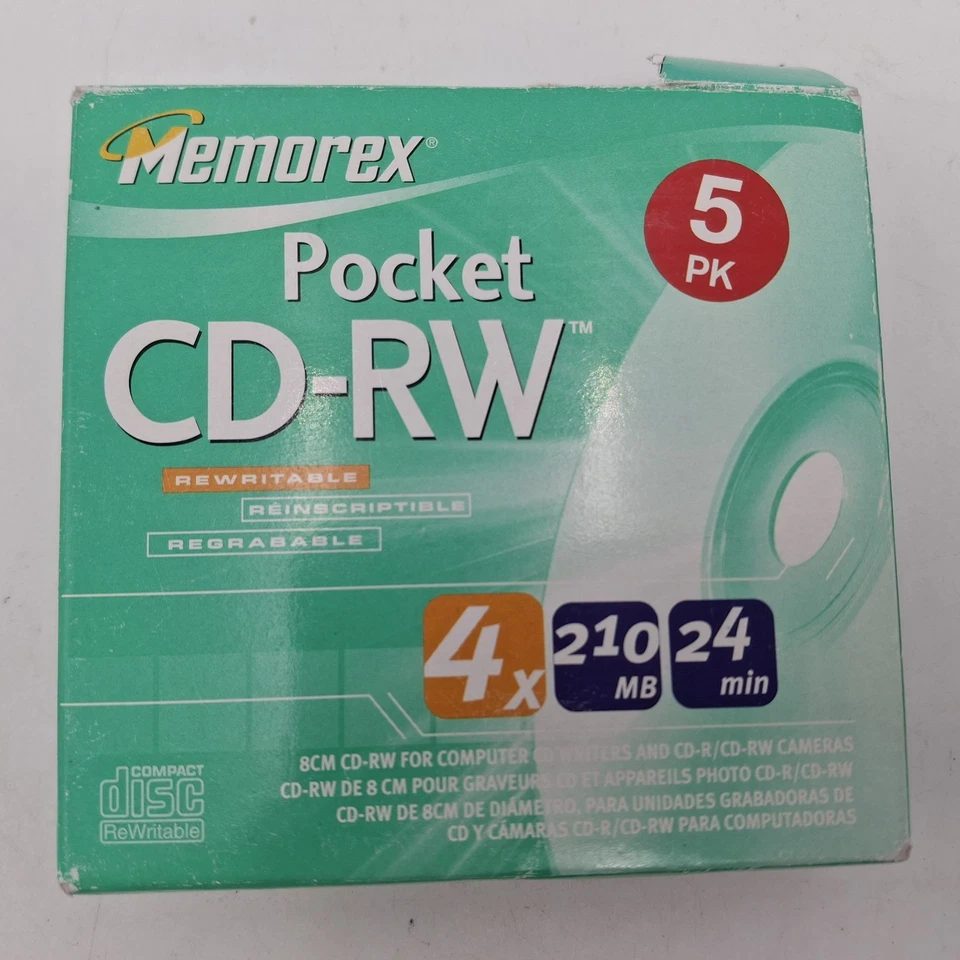 Memorex®
5
PK
Pocket
CD-RW™
REWRITABLE
RÉINSCRIPTIBLE
REGRABABLE
4x
210
MB
24
min
8CM CD-RW FOR COMPUTER CD WRITERS AND CD-R/CD-RW CAMERAS
CD-RW DE 8 CM POUR GRAVEURS CD ET APPAREILS PHOTO CD-R/CD-RW
CD-RW DE 8CM DE DIÁMETRO, PARA UNIDADES GRABADORAS DE
CD Y CÁMARAS CD-R/CD-RW PARA COMPUTADORAS
COMPACT
disc
ReWritable